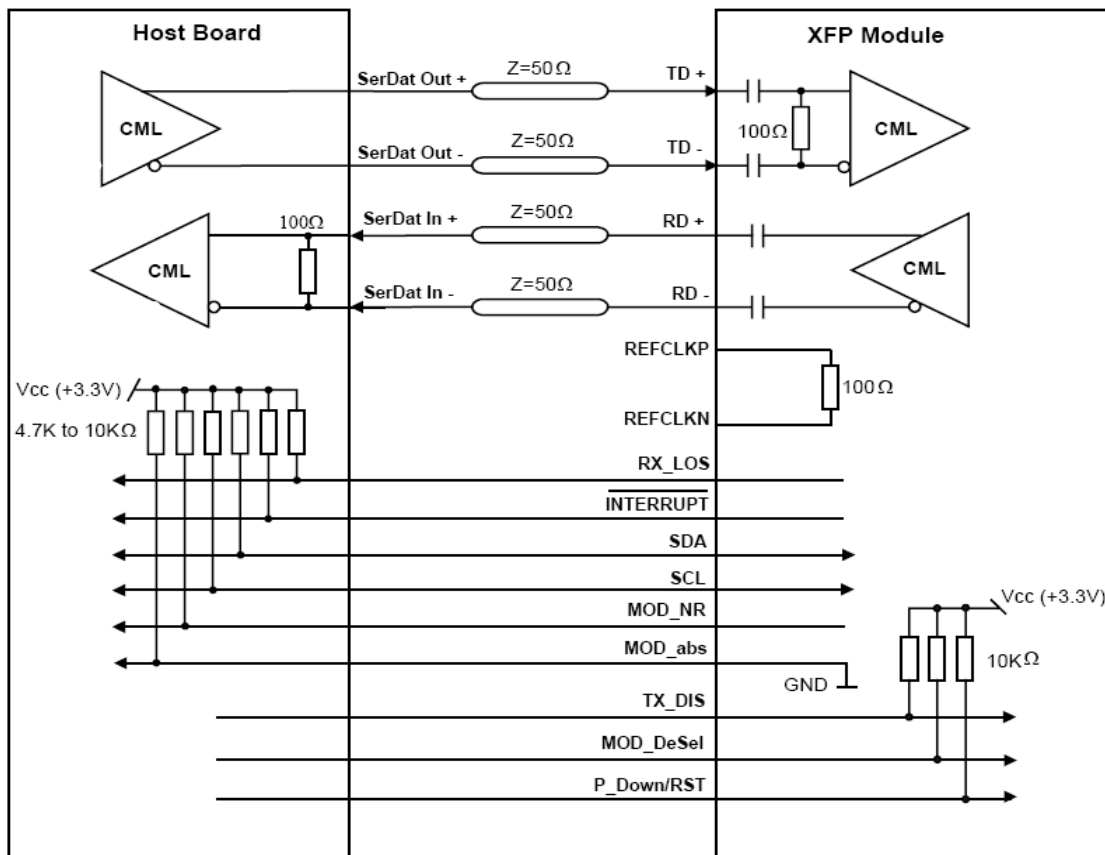 Host Board
XFP Module
SerDat Out +
Z=50Ω
TD +
CML
100Ω
CML
SerDat Out -
Z=50Ω
TD -
SerDat In +
Z=50Ω
RD +
100Ω
CML
CML
SerDat In -
Z=50Ω
RD -
REFCLKP
Vcc (+3.3V)
100Ω
4.7K to 10KΩ
REFCLKN
RX_LOS
INTERRUPT
SDA
SCL
Vcc (+3.3V)
MOD_NR
MOD_abs
10KΩ
GND
TX_DIS
MOD_DeSel
P_Down/RST